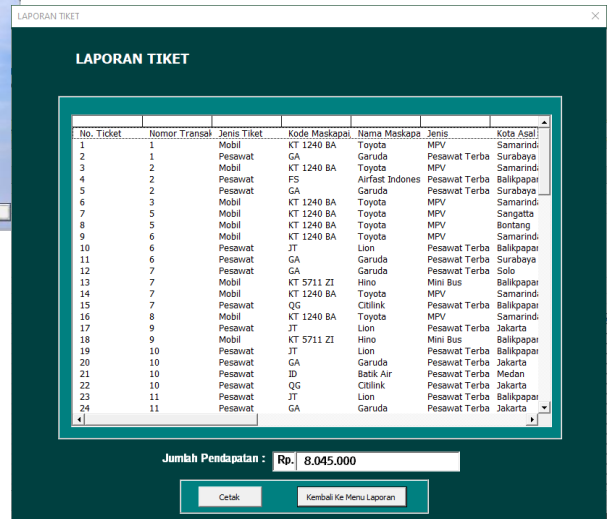 LAPORAN TIKET
LAPORAN TIKET
No. Ticket Nomor Transak Jenis Tiket Kode Maskapai, Nama Maskapa Jenis Kota Asal
1 1 Mobil KT 1240 BA Toyota MPV Samarinda
2 1 Pesawat GA Garuda Pesawat Terba Surabaya
3 2 Mobil KT 1240 BA Toyota MPV Samarinda
4 2 Pesawat FS Airfast Indones Pesawat Terba Balikpapan
5 2 Pesawat GA Garuda Pesawat Terba Surabaya
6 3 Mobil KT 1240 BA Toyota MPV Samarinda
7 5 Mobil KT 1240 BA Toyota MPV Sangatta
8 5 Mobil KT 1240 BA Toyota MPV Bontang
9 6 Mobil KT 1240 BA Toyota MPV Samarinda
10 6 Pesawat JT Lion Pesawat Terba Balikpapan
11 6 Pesawat GA Garuda Pesawat Terba Surabaya
12 7 Pesawat GA Garuda Pesawat Terba Solo
13 7 Mobil KT 5711 ZI Hino Mini Bus Balikpapan
14 7 Mobil KT 1240 BA Toyota MPV Samarinda
15 7 Pesawat QG Citilink Pesawat Terba Balikpapan
16 8 Mobil KT 1240 BA Toyota MPV Samarinda
17 9 Pesawat JT Lion Pesawat Terba Jakarta
18 9 Mobil KT 5711 ZI Hino Mini Bus Balikpapan
19 10 Pesawat JT Lion Pesawat Terba Balikpapan
20 10 Pesawat GA Garuda Pesawat Terba Jakarta
21 10 Pesawat ID Batik Air Pesawat Terba Medan
22 10 Pesawat QG Citilink Pesawat Terba Jakarta
23 11 Pesawat JT Lion Pesawat Terba Balikpapan
24 11 Pesawat GA Garuda Pesawat Terba Jakarta
Jumlah Pendapatan : Rp. 8.045.000
Cetak Kembali Ke Menu Laporan